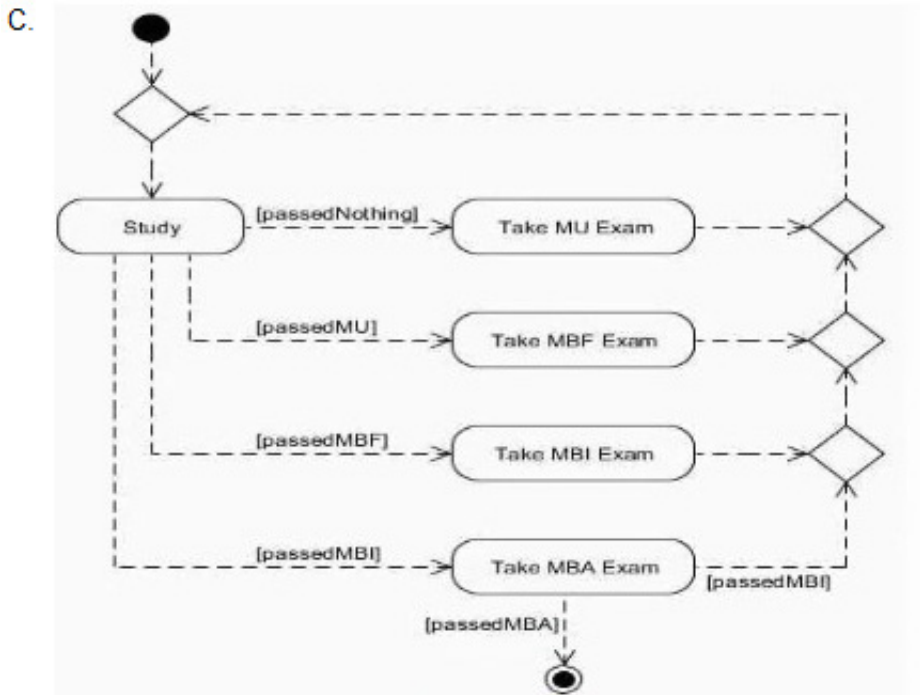 C.
[passedNothing]
Study
Take MU Exam
[passedMU]
Take MBF Exam
[passedMBF]
Take MBI Exam
[passedMBI]
Take MBA Exam
[passedMBI]
[passedMBA]